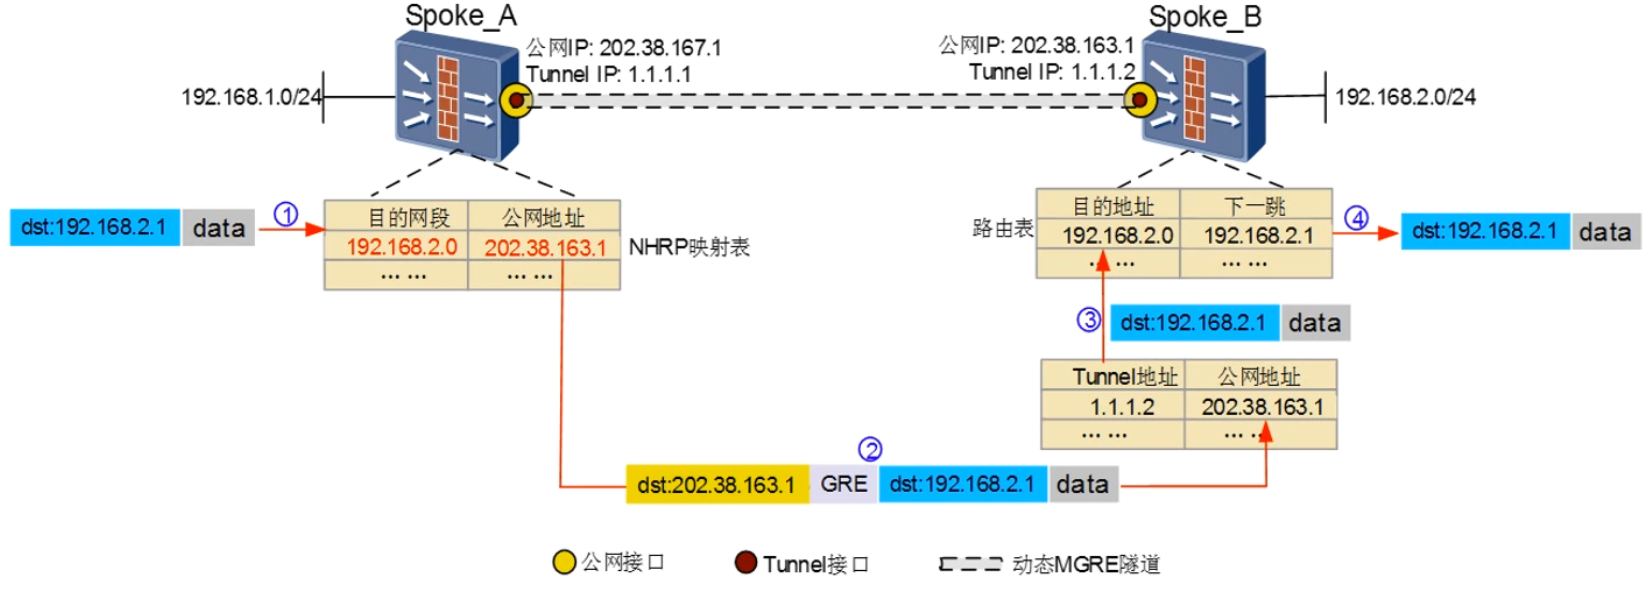 Spoke_A
Spoke_B
公网IP: 202.38.167.1
Tunnel IP: 1.1.1.1
公网IP: 202.38.163.1
Tunnel IP: 1.1.1.2
192.168.1.0/24
192.168.2.0/24
dst:192.168.2.1 data
①
目的网段 公网地址
192.168.2.0 202.38.163.1
... ... ... ...
NHRP映射表
路由表
目的地址 下一跳
192.168.2.0 192.168.2.1
... ... ... ...
④
dst:192.168.2.1 data
③
dst:192.168.2.1 data
Tunnel地址 公网地址
1.1.1.2 202.38.163.1
... ... ... ...
②
dst:202.38.163.1 GRE dst:192.168.2.1 data
公网接口 Tunnel接口 动态MGRE隧道